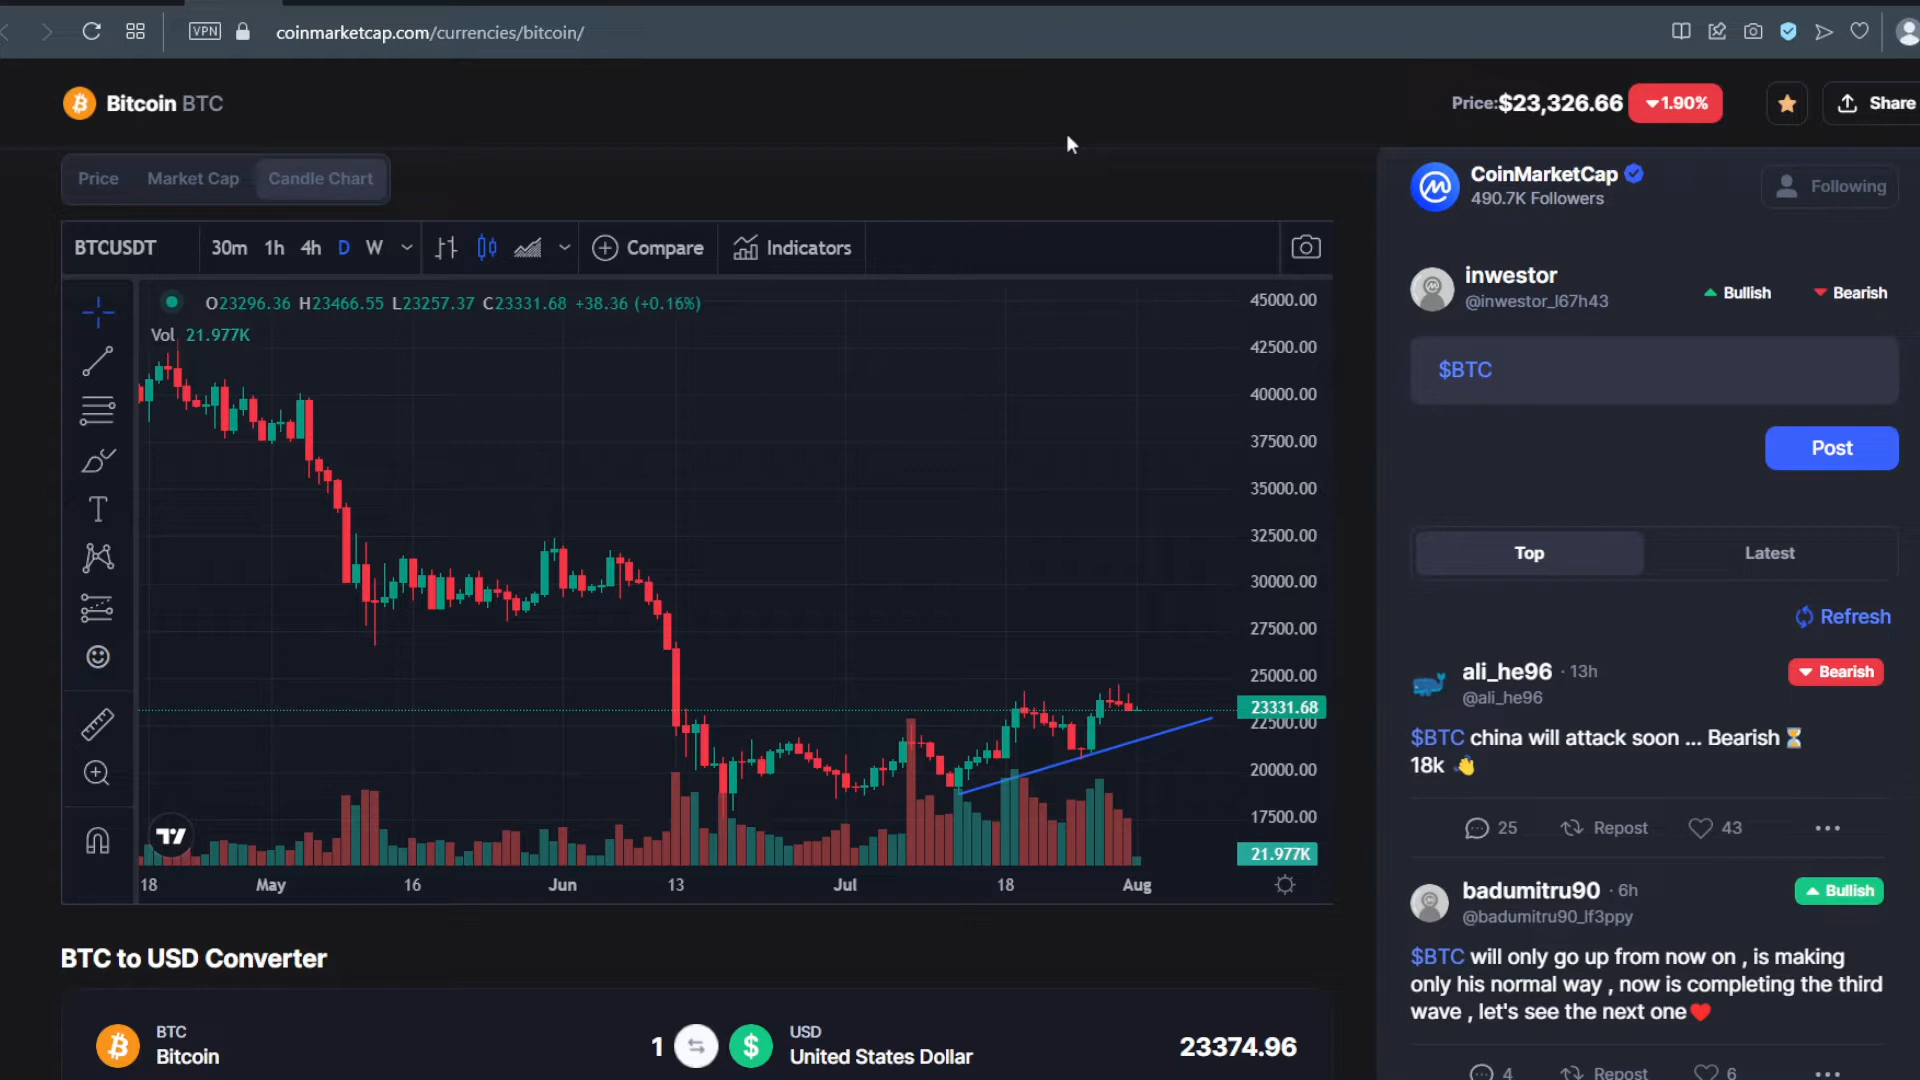 VPN coinmarketcap.com/currencies/bitcoin/
Bitcoin BTC
Price:$23,326.66 1.90% Share
Price Market Cap Candle Chart
BTCUSDT 30m 1h 4h D W Compare Indicators
O23296.36 H23466.55 L23257.37 C23331.68 +38.36 (+0.16%)
Vol 21.977K
45000.00
42500.00
40000.00
37500.00
35000.00
32500.00
30000.00
27500.00
25000.00
23331.68
22500.00
20000.00
17500.00
21.977K
18 May 16 Jun 13 Jul 18 Aug
BTC to USD Converter
BTC
Bitcoin
1
USD
United States Dollar
23374.96
CoinMarketCap
490.7K Followers
Following
inwestor
@inwestor_l67h43
Bullish Bearish
$BTC
Post
Top Latest
Refresh
ali_he96 · 13h
@ali_he96
Bearish
$BTC china will attack soon ... Bearish⏳
18k 👋
25 Repost 43
badumitru90 · 6h
@badumitru90_lf3ppy
Bullish
$BTC will only go up from now on , is making
only his normal way , now is completing the third
wave , let's see the next one❤️
4 Repost 6